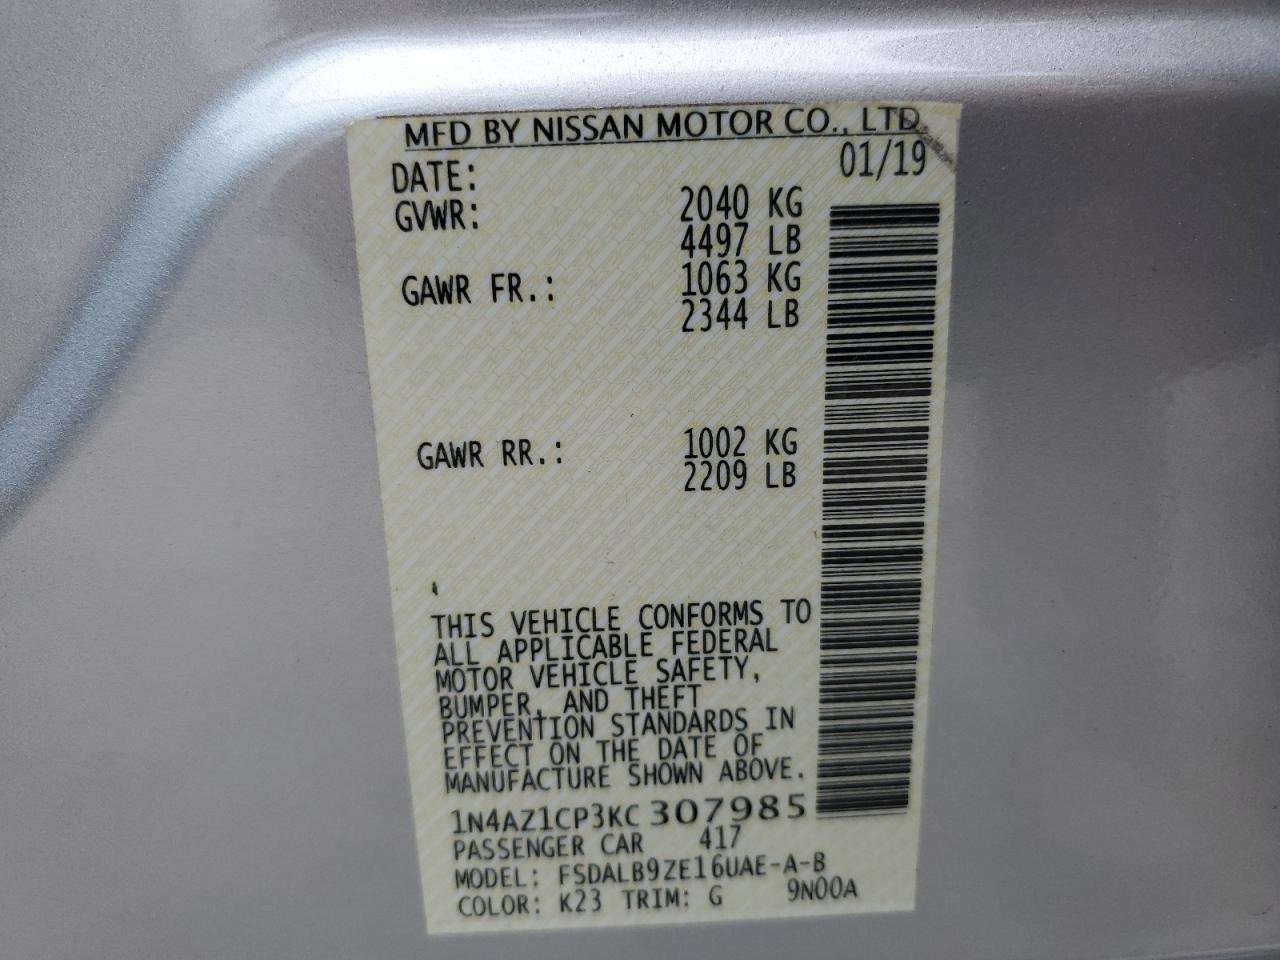 MFD BY NISSAN MOTOR CO., LTD
DATE: 01/19
GVWR: 2040 KG
4497 LB
GAWR FR.: 1063 KG
2344 LB
GAWR RR.: 1002 KG
2209 LB
THIS VEHICLE CONFORMS TO
ALL APPLICABLE FEDERAL
MOTOR VEHICLE SAFETY,
BUMPER, AND THEFT
PREVENTION STANDARDS IN
EFFECT ON THE DATE OF
MANUFACTURE SHOWN ABOVE.
1N4AZ1CP3KC307985
PASSENGER CAR 417
MODEL: FSDALB9ZE16UAE-A-B
COLOR: K23 TRIM: G 9N00A